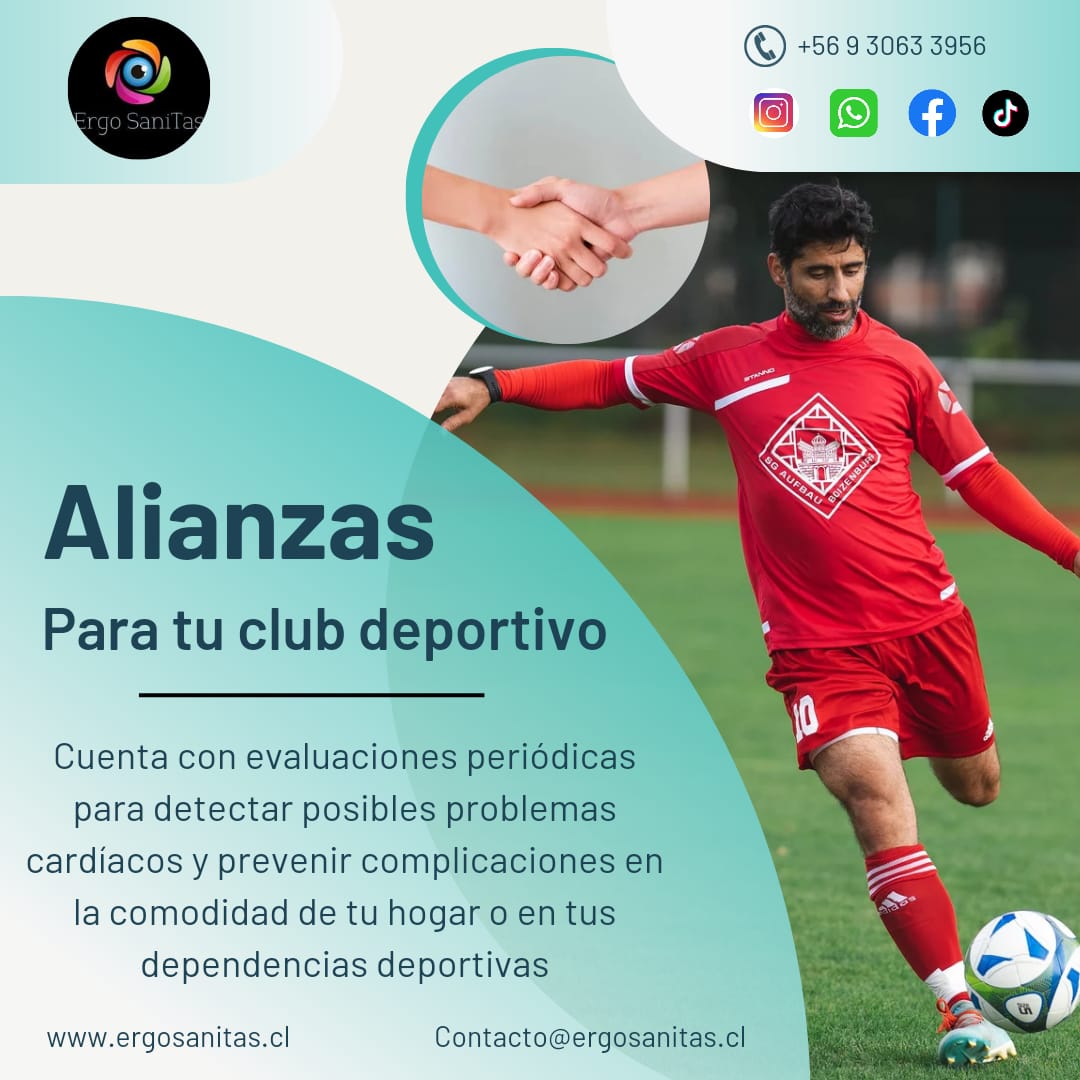 Ergo SaniTas
+56 9 3063 3956
STANNO
SG AUFBAU BOIZENBURG
10
Alianzas
Para tu club deportivo
Cuenta con evaluaciones periódicas
para detectar posibles problemas
cardíacos y prevenir complicaciones en
la comodidad de tu hogar o en tus
dependencias deportivas
adidas
www.ergosanitas.cl
Contacto@ergosanitas.cl